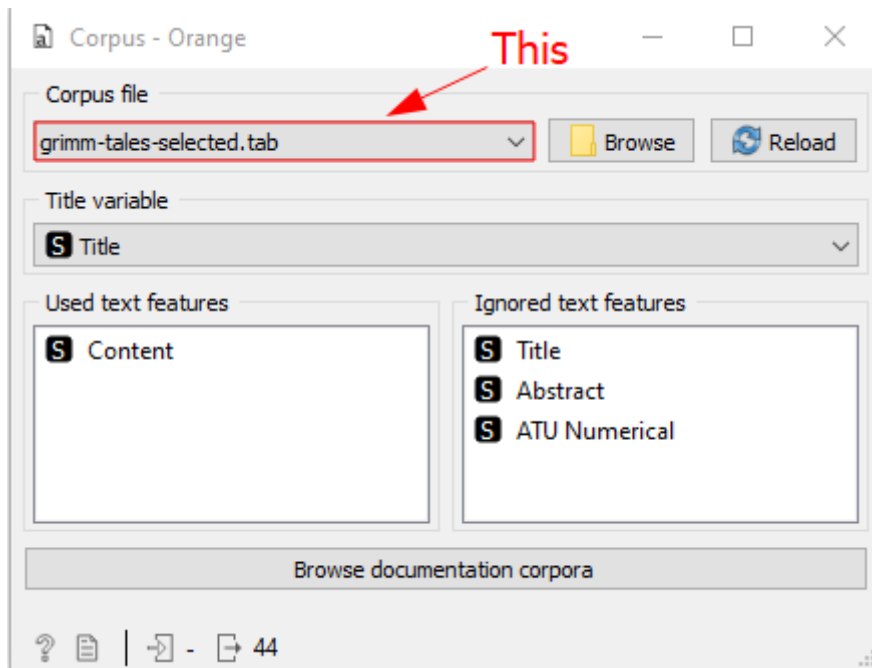 Corpus - Orange
This
Corpus file
grimm-tales-selected.tab
Browse
Reload
Title variable
S Title
Used text features
Ignored text features
S Content
S Title
S Abstract
S ATU Numerical
Browse documentation corpora
? - 44